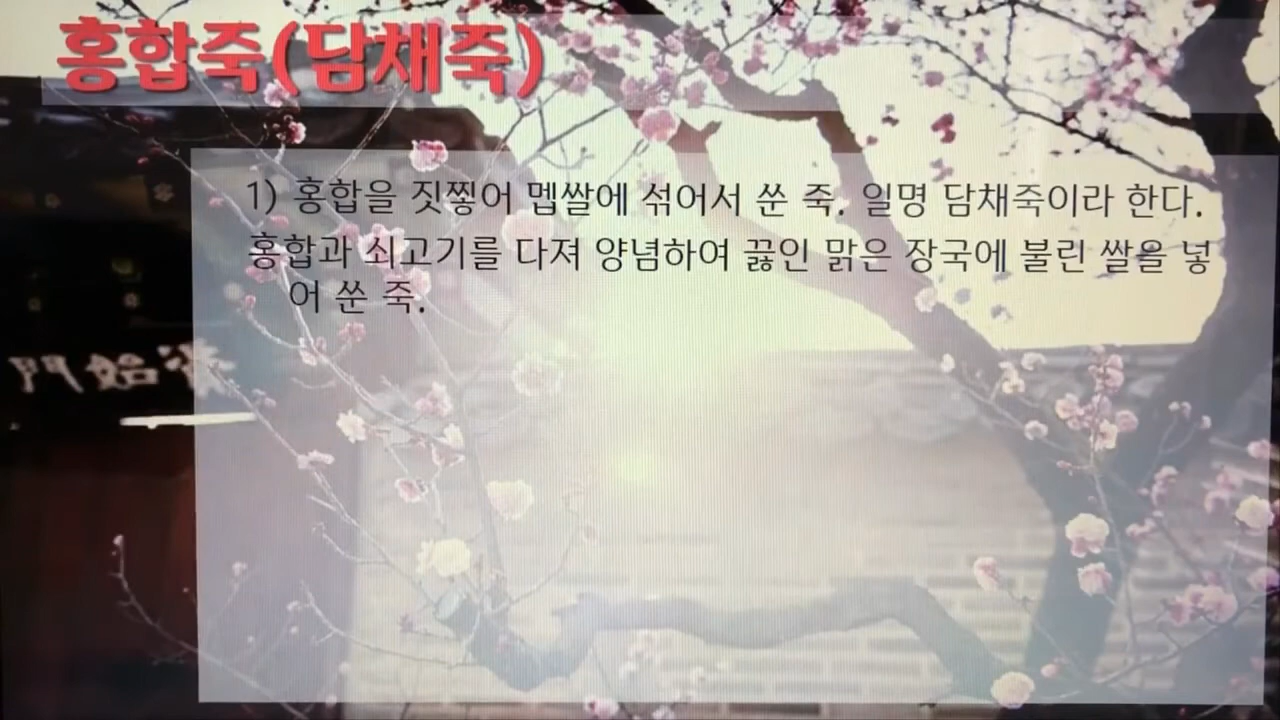 홍합죽(담채죽)
1) 홍합을 짓찧어 멥쌀에 섞어서 쑨 죽. 일명 담채죽이라 한다.
홍합과 쇠고기를 다져 양념하여 끓인 맑은 장국에 불린 쌀을 넣
어 쑨 죽.